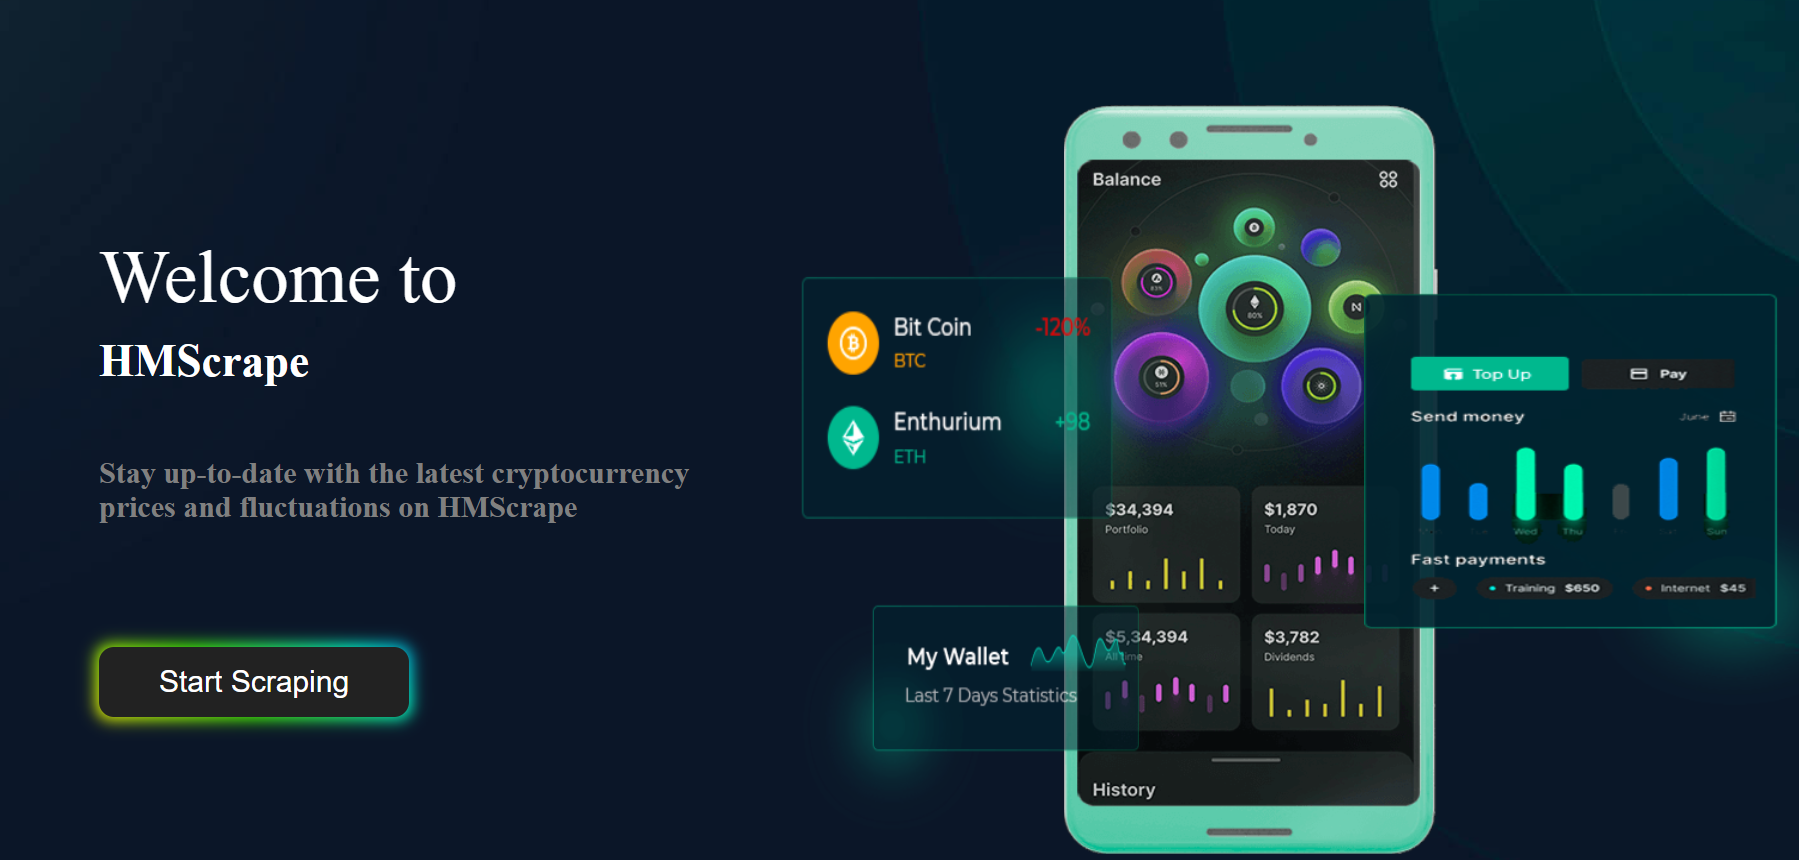 Welcome to
HMScrape
Stay up-to-date with the latest cryptocurrency
prices and fluctuations on HMScrape
Start Scraping
Bit Coin
-120%
BTC
Enthurium
+98
ETH
My Wallet
Last 7 Days Statistics
Balance
83%
80%
51%
$34,394
Portfolio
$1,870
Today
$5,34,394
All time
$3,782
Dividends
History
Top Up
Pay
Send money
June
Wed
Thu
Sun
Fast payments
+
Training $650
Internet $45